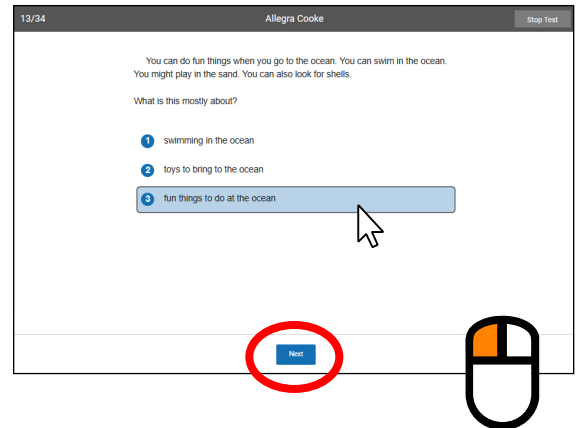 13/34 Allegra Cooke Stop Test
You can do fun things when you go to the ocean. You can swim in the ocean.
You might play in the sand. You can also look for shells.
What is this mostly about?
1 swimming in the ocean
2 toys to bring to the ocean
3 fun things to do at the ocean
Next